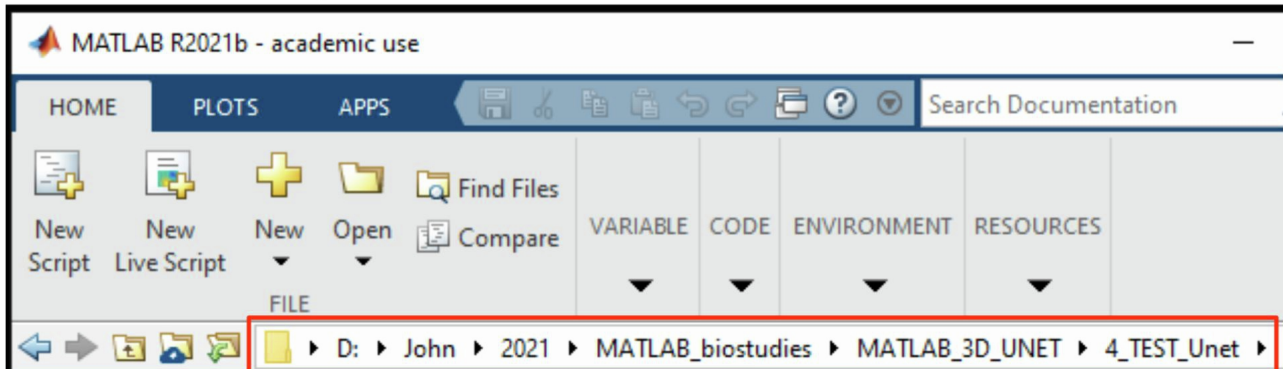 MATLAB R2021b - academic use
HOME PLOTS APPS Search Documentation
New Script
New Live Script
New
Open
Find Files
Compare
VARIABLE CODE ENVIRONMENT RESOURCES
FILE
D: John 2021 MATLAB_biostudies MATLAB_3D_UNET 4_TEST_Unet